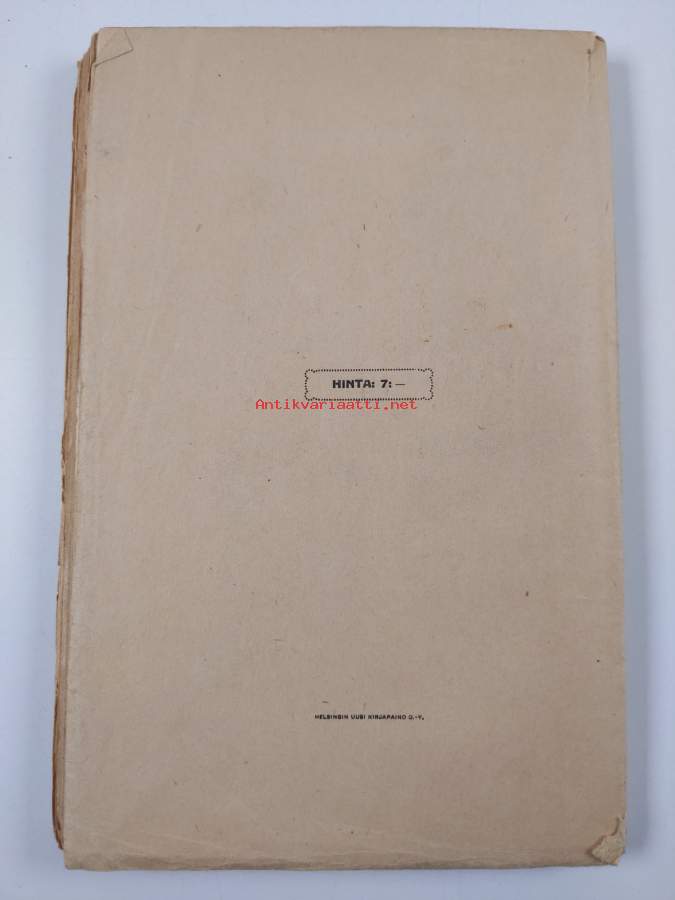 HINTA: 7: —
Antikvariaatti.net
HELSINGIN UUSI KIRJAPAINO O.-Y.